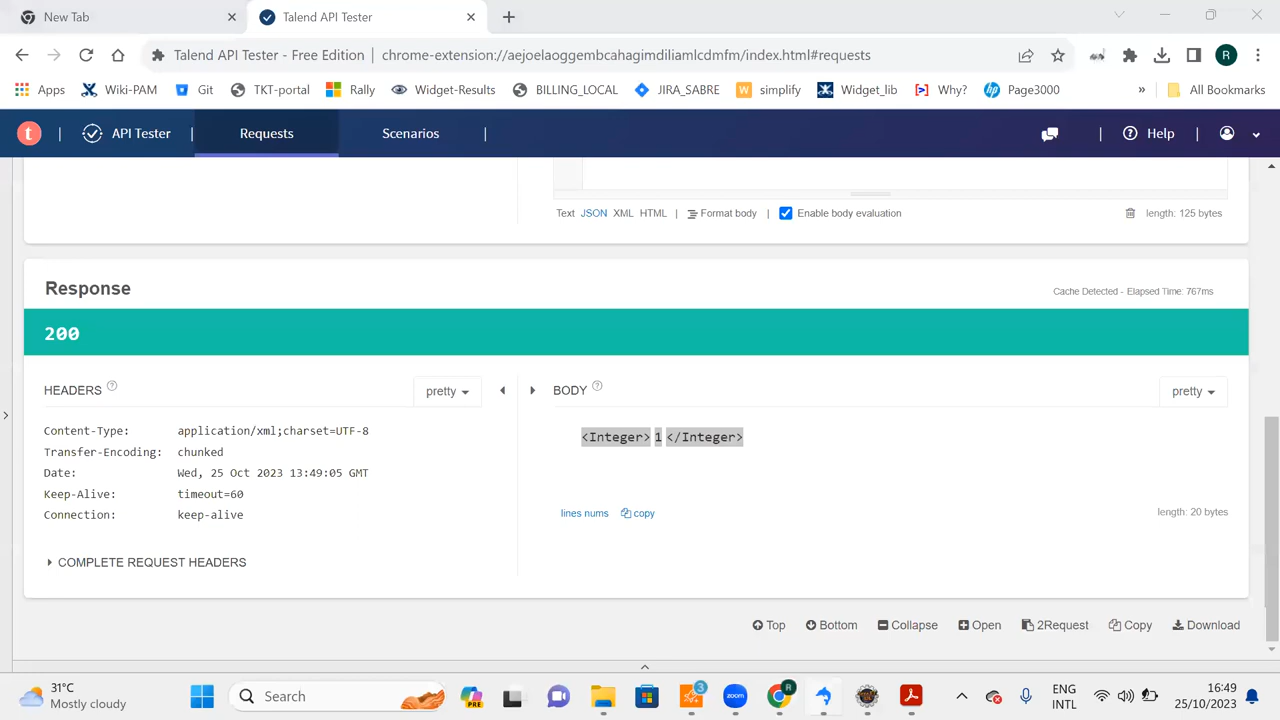 New Tab
Talend API Tester
Talend API Tester - Free Edition | chrome-extension://aejoelaoggembcahagimdiliamlcdmfm/index.html#requests
R
Apps Wiki-PAM Git TKT-portal Rally Widget-Results BILLING_LOCAL JIRA_SABRE simplify Widget_lib Why? Page3000 » All Bookmarks
t | API Tester | Requests Scenarios | | Help |
Text JSON XML HTML | Format body | Enable body evaluation length: 125 bytes
Response
Cache Detected - Elapsed Time: 767ms
200
HEADERS ? pretty BODY ? pretty
Content-Type: application/xml;charset=UTF-8
<Integer> 1 </Integer>
Transfer-Encoding: chunked
Date: Wed, 25 Oct 2023 13:49:05 GMT
Keep-Alive: timeout=60
Connection: keep-alive
lines nums copy length: 20 bytes
COMPLETE REQUEST HEADERS
Top Bottom Collapse Open 2Request Copy Download
31°C
Mostly cloudy
Search
PRE
3
zoom
R
ENG
INTL
16:49
25/10/2023